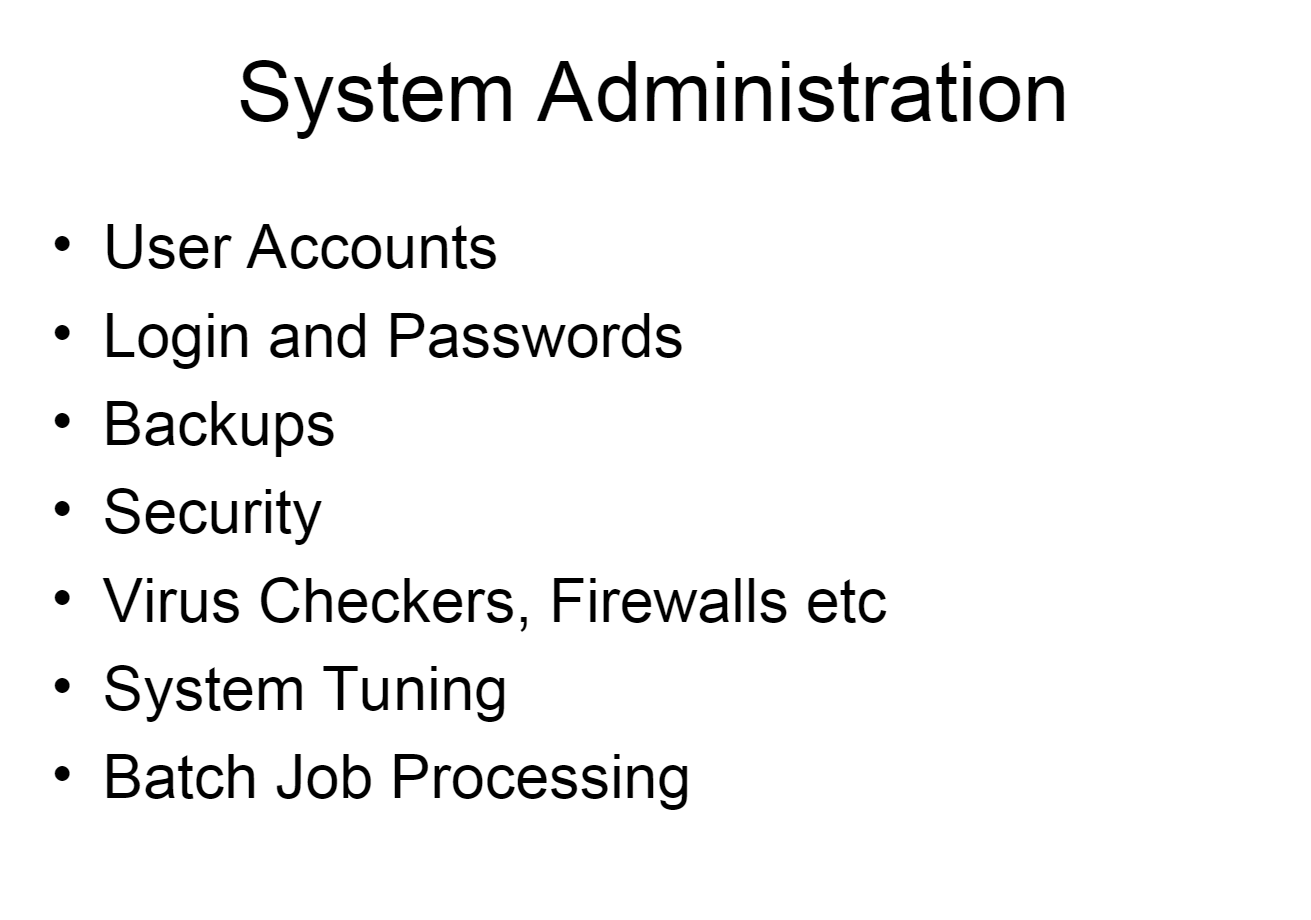 System Administration
• User Accounts
• Login and Passwords
• Backups
• Security
• Virus Checkers, Firewalls etc
• System Tuning
• Batch Job Processing